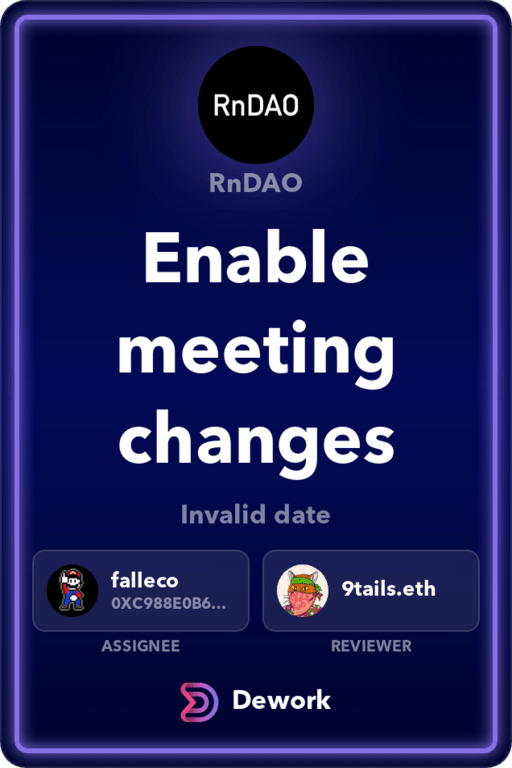 RnDAO
RnDAO
Enable
meeting
changes
Invalid date
falleco
0XC988E0B6...
ASSIGNEE
9tails.eth
REVIEWER
Dework